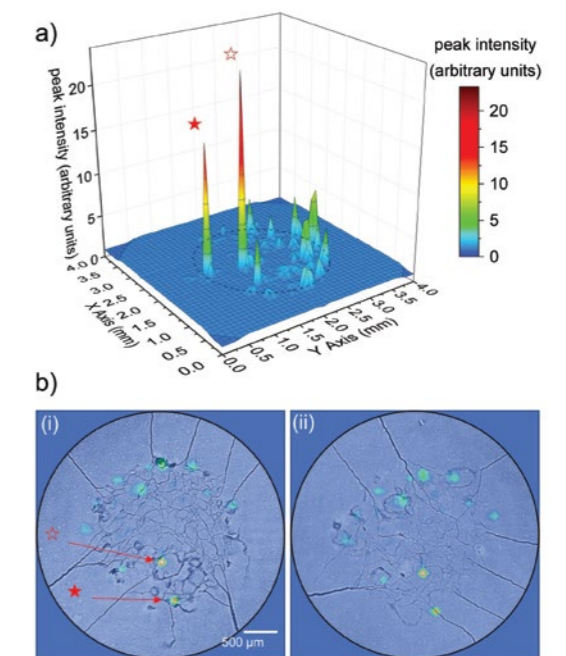 a)
peak intensity
(arbitrary units)
20
15
10
5
0
peak intensity (arbitrary units)
20
15
10
5
0
4.0
3.5
3.0
2.5
2.0
1.5
1.0
0.5
0.0
X Axis (mm)
0.0
0.5
1.0
1.5
2.0
2.5
3.0
3.5
4.0
Y Axis (mm)
b)
(i)
(ii)
500 µm